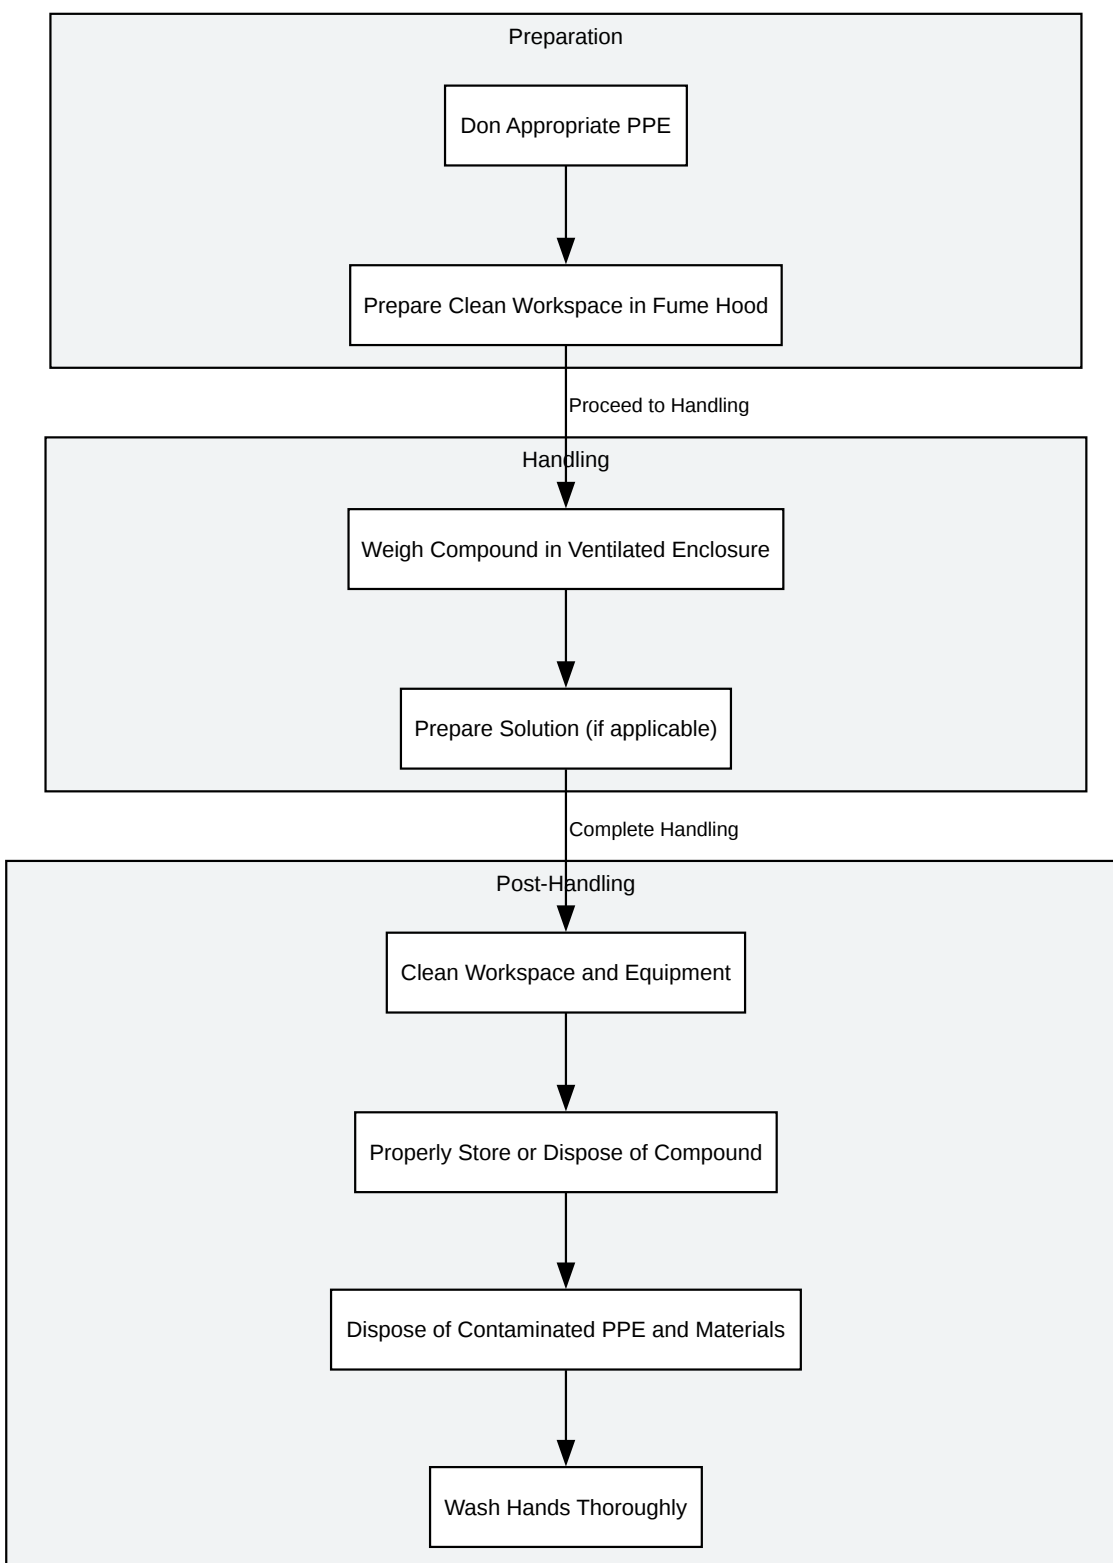 Preparation
Don Appropriate PPE
Prepare Clean Workspace in Fume Hood
Proceed to Handling
Handling
Weigh Compound in Ventilated Enclosure
Prepare Solution (if applicable)
Complete Handling
Post-Handling
Clean Workspace and Equipment
Properly Store or Dispose of Compound
Dispose of Contaminated PPE and Materials
Wash Hands Thoroughly